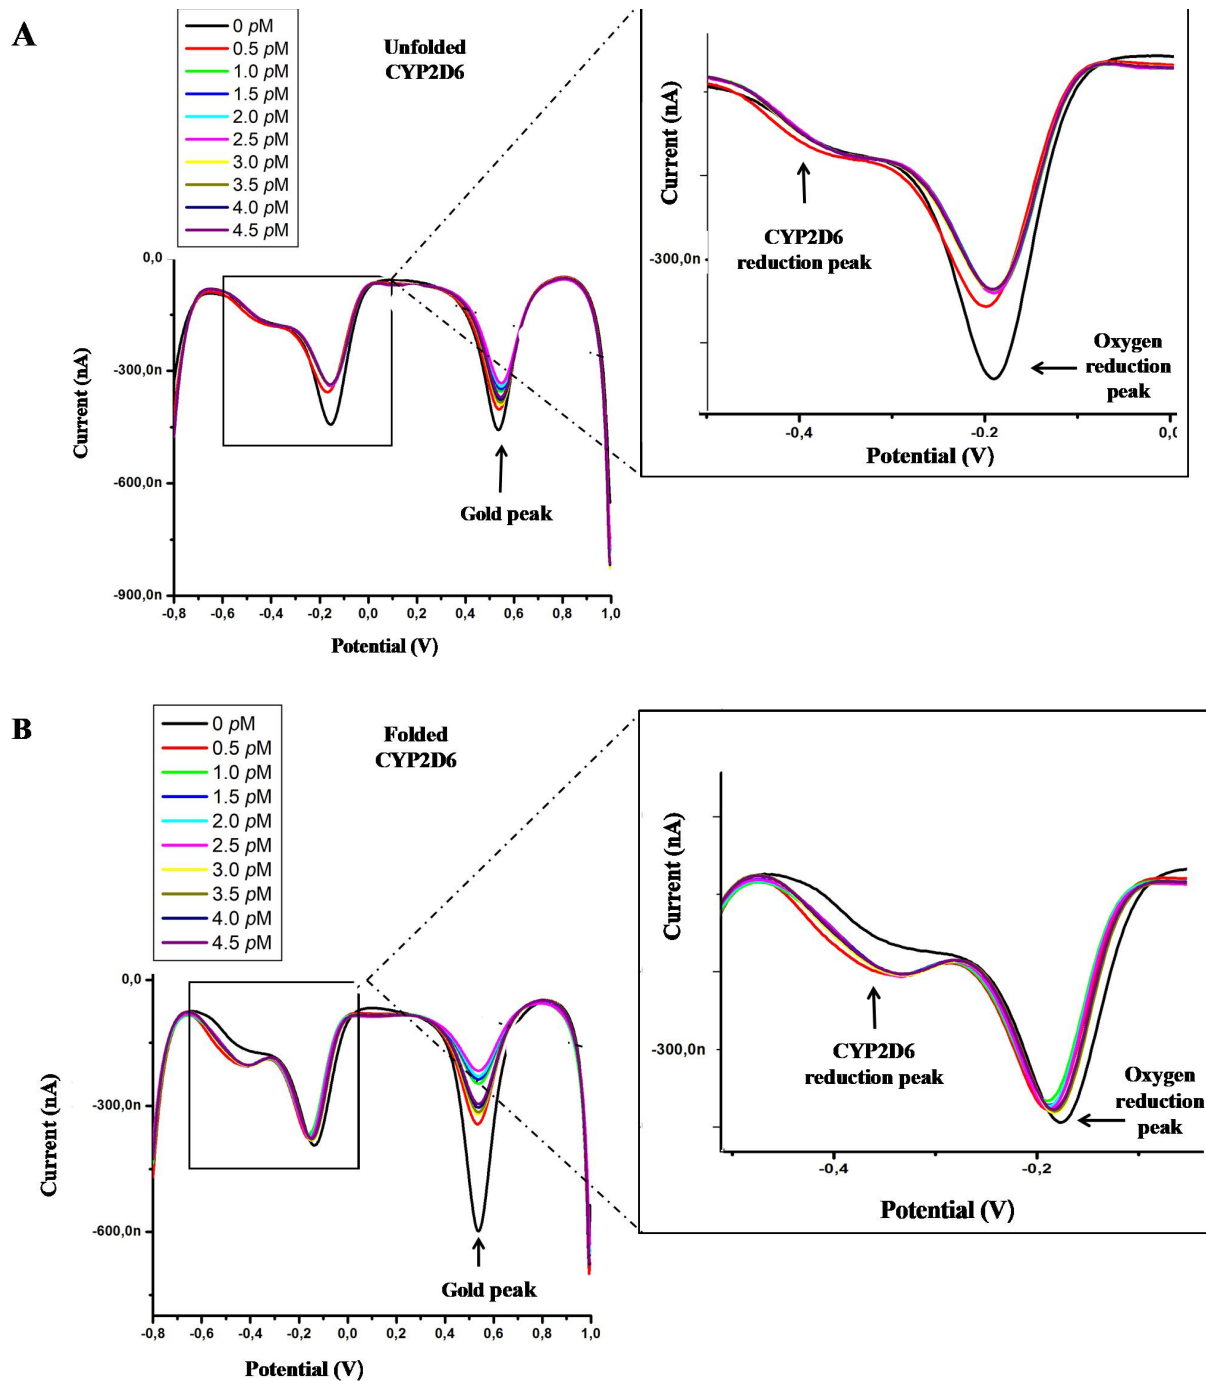 A
0 pM
0.5 pM
1.0 pM
1.5 pM
2.0 pM
2.5 pM
3.0 pM
3.5 pM
4.0 pM
4.5 pM
Unfolded
CYP2D6
0,0
-300,0n
-600,0n
-900,0n
Current (nA)
-0,8
-0,6
-0,4
-0,2
0,0
0,2
0,4
0,6
0,8
1,0
Potential (V)
Gold peak
Current (nA)
-300,0n
CYP2D6
reduction peak
Oxygen
reduction
peak
-0,4
-0.2
0,0
Potential (V)
B
0 pM
0.5 pM
1.0 pM
1.5 pM
2.0 pM
2.5 pM
3.0 pM
3.5 pM
4.0 pM
4.5 pM
Folded
CYP2D6
0,0
-300,0n
-600,0n
Current (nA)
-0,8
-0,6
-0,4
-0,2
0,0
0,2
0,4
0,6
0,8
1,0
Potential (V)
Gold peak
Current (nA)
-300,0n
CYP2D6
reduction peak
Oxygen
reduction
peak
-0,4
-0,2
Potential (V)